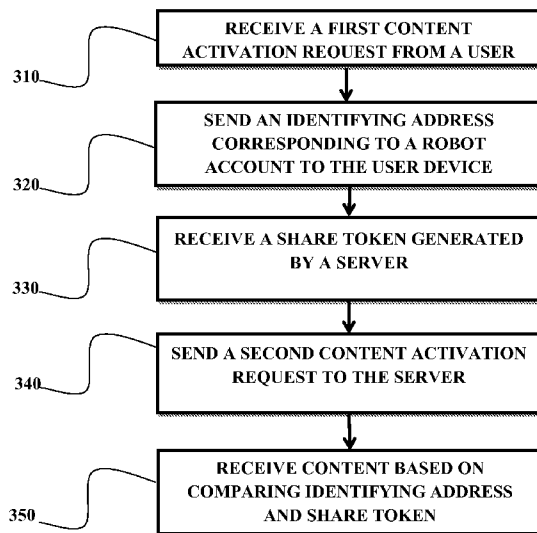 RECEIVE A FIRST CONTENT
ACTIVATION REQUEST FROM A USER
310
SEND AN IDENTIFYING ADDRESS
CORRESPONDING TO A ROBOT
ACCOUNT TO THE USER DEVICE
320
RECEIVE A SHARE TOKEN GENERATED
BY A SERVER
330
SEND A SECOND CONTENT ACTIVATION
REQUEST TO THE SERVER
340
RECEIVE CONTENT BASED ON
COMPARING IDENTIFYING ADDRESS
AND SHARE TOKEN
350